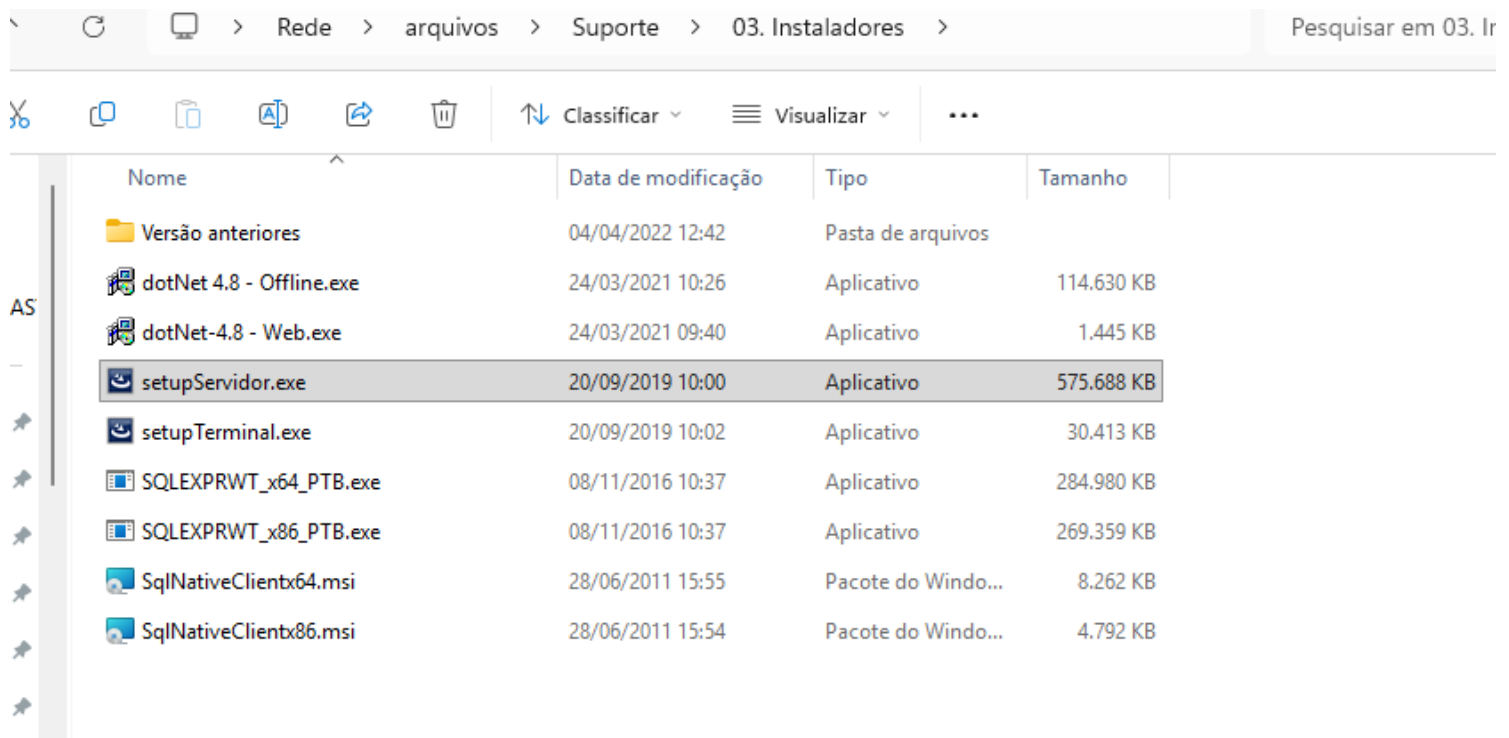 Rede > arquivos > Suporte > 03. Instaladores > Pesquisar em 03. I
Classificar Visualizar ...
Nome Data de modificação Tipo Tamanho
Versão anteriores 04/04/2022 12:42 Pasta de arquivos
dotNet 4.8 - Offline.exe 24/03/2021 10:26 Aplicativo 114.630 KB
AS
dotNet-4.8 - Web.exe 24/03/2021 09:40 Aplicativo 1.445 KB
setupServidor.exe 20/09/2019 10:00 Aplicativo 575.688 KB
setupTerminal.exe 20/09/2019 10:02 Aplicativo 30.413 KB
SQLEXPRWT_x64_PTB.exe 08/11/2016 10:37 Aplicativo 284.980 KB
SQLEXPRWT_x86_PTB.exe 08/11/2016 10:37 Aplicativo 269.359 KB
SqlNativeClientx64.msi 28/06/2011 15:55 Pacote do Windo... 8.262 KB
SqlNativeClientx86.msi 28/06/2011 15:54 Pacote do Windo... 4.792 KB